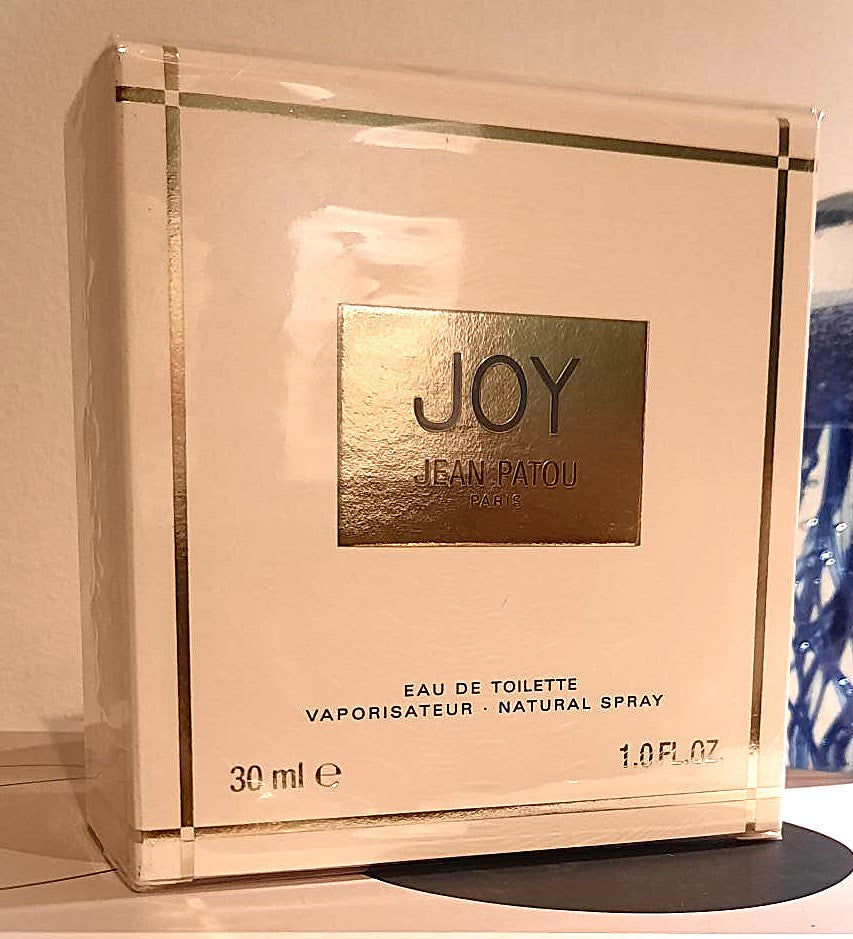 JOY
JEAN PATOU
PARIS
EAU DE TOILETTE
VAPORISATEUR · NATURAL SPRAY
30 ml ℮
1.0 FL.OZ.